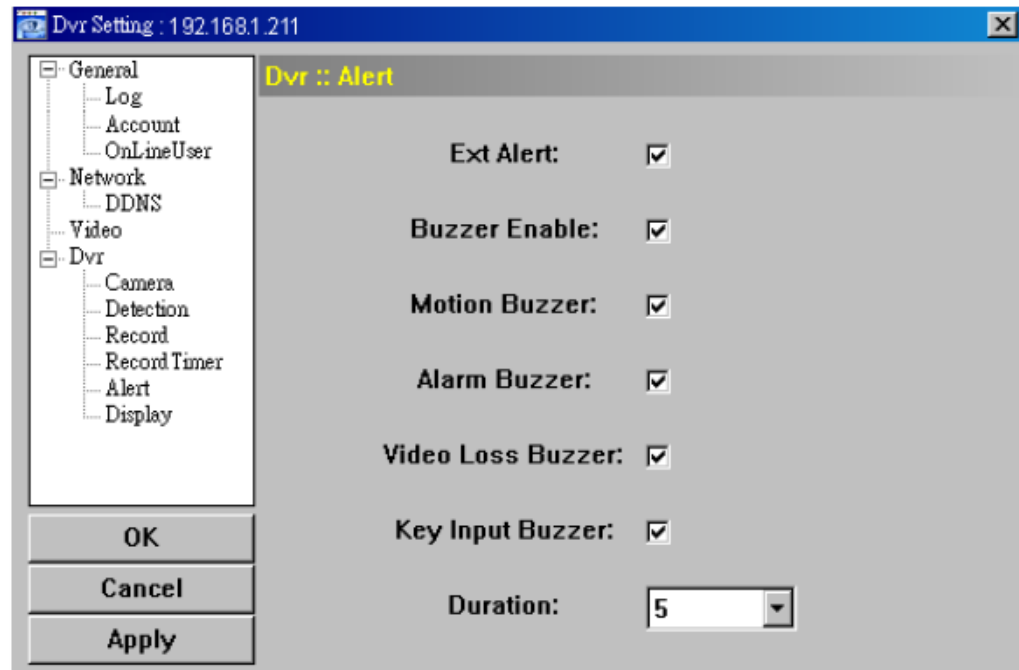 Dvr Setting : 192.168.1.211
General
Log
Account
OnLineUser
Network
DDNS
Video
Dvr
Camera
Detection
Record
Record Timer
Alert
Display
OK
Cancel
Apply
Dvr :: Alert
Ext Alert:
Buzzer Enable:
Motion Buzzer:
Alarm Buzzer:
Video Loss Buzzer:
Key Input Buzzer:
Duration: 5